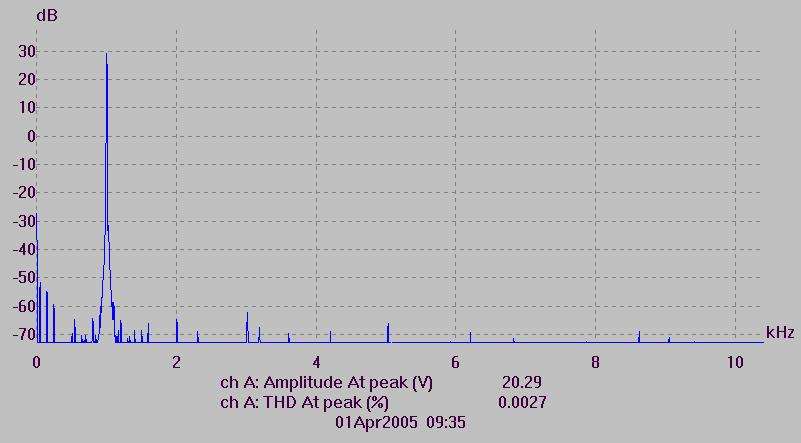 dB
30
20
10
0
-10
-20
-30
-40
-50
-60
-70
kHz
0 2 4 6 8 10
ch A: Amplitude At peak (V) 20.29
ch A: THD At peak (%) 0.0027
01Apr2005 09:35